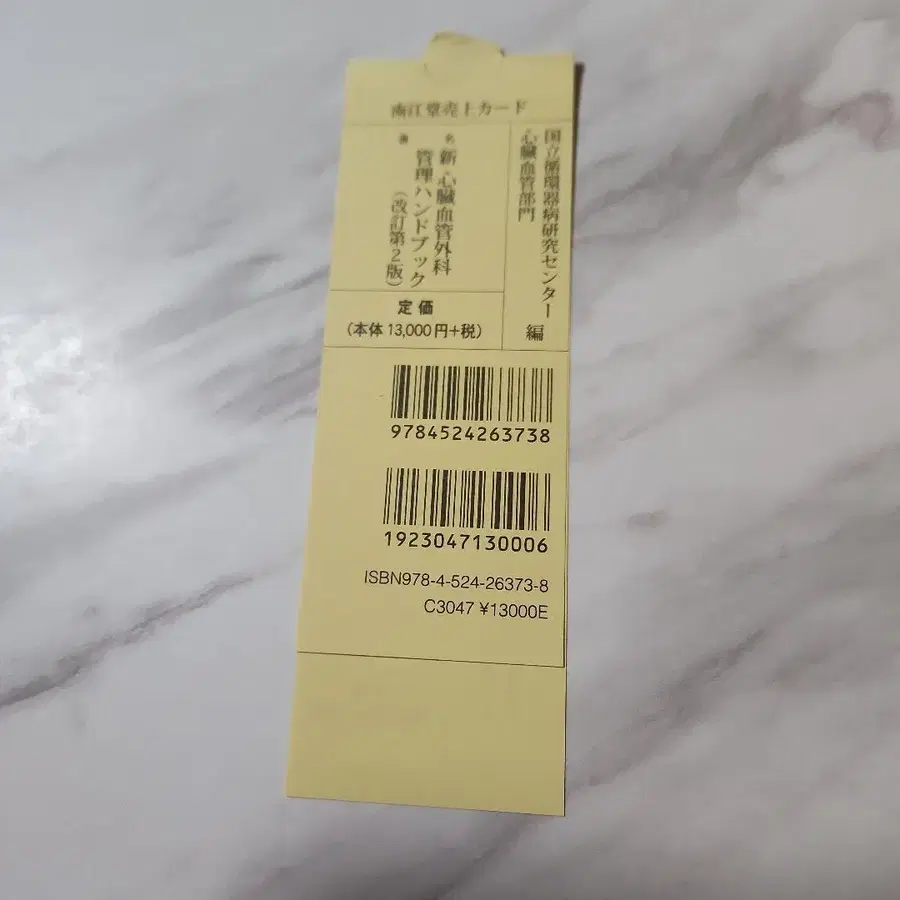 南江堂売上カード
国立循環器病研究センター
心臓血管部門 編
書名
新 心臓血管外科
管理ハンドブック
(改訂第2版)
定価
(本体13,000円+税)
9784524263738
1923047130006
ISBN978-4-524-26373-8
C3047 ¥13000E